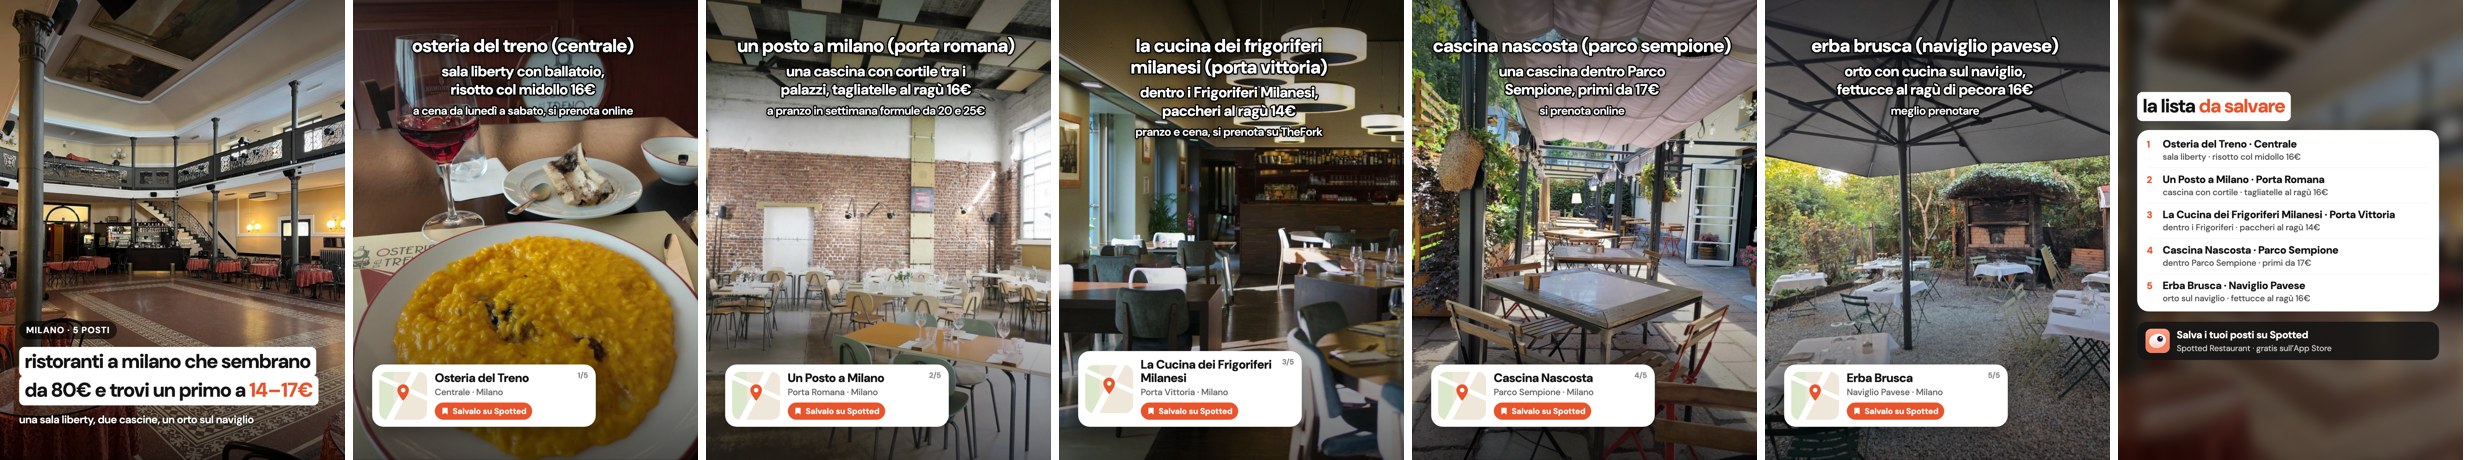 MILANO · 5 POSTI
ristoranti a milano che sembrano
da 80€ e trovi un primo a 14–17€
una sala liberty, due cascine, un orto sul naviglio
osteria del treno (centrale)
sala liberty con ballatoio,
risotto col midollo 16€
a cena da lunedì a sabato, si prenota online
Osteria del Treno
1/5
Centrale · Milano
Salvalo su Spotted
un posto a milano (porta romana)
una cascina con cortile tra i
palazzi, tagliatelle al ragù 16€
a pranzo in settimana formule da 20 e 25€
Un Posto a Milano
2/5
Porta Romana · Milano
Salvalo su Spotted
la cucina dei frigoriferi
milanesi (porta vittoria)
dentro i Frigoriferi Milanesi,
paccheri al ragù 14€
pranzo e cena, si prenota su TheFork
La Cucina dei Frigoriferi
Milanesi
3/5
Porta Vittoria · Milano
Salvalo su Spotted
cascina nascosta (parco sempione)
una cascina dentro Parco
Sempione, primi da 17€
si prenota online
Cascina Nascosta
4/5
Parco Sempione · Milano
Salvalo su Spotted
erba brusca (naviglio pavese)
orto con cucina sul naviglio,
fettucce al ragù di pecora 16€
meglio prenotare
Erba Brusca
5/5
Naviglio Pavese · Milano
Salvalo su Spotted
la lista da salvare
1 Osteria del Treno · Centrale
sala liberty · risotto col midollo 16€
2 Un Posto a Milano · Porta Romana
cascina con cortile · tagliatelle al ragù 16€
3 La Cucina dei Frigoriferi Milanesi · Porta Vittoria
dentro i Frigoriferi · paccheri al ragù 14€
4 Cascina Nascosta · Parco Sempione
dentro Parco Sempione · primi da 17€
5 Erba Brusca · Naviglio Pavese
orto sul naviglio · fettucce al ragù 16€
Salva i tuoi posti su Spotted
Spotted Restaurant · gratis sull'App Store